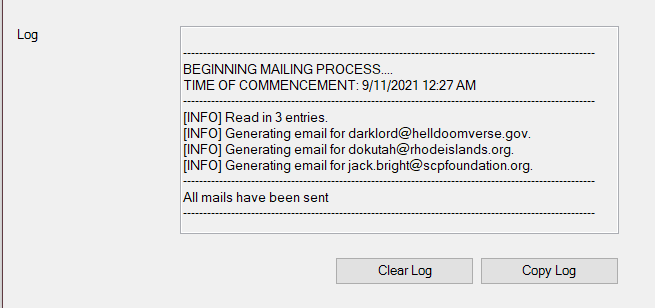 Log
--------------------------------------------------------------------------------------------------------
BEGINNING MAILING PROCESS....
TIME OF COMMENCEMENT: 9/11/2021 12:27 AM
--------------------------------------------------------------------------------------------------------
[INFO] Read in 3 entries.
[INFO] Generating email for darklord@helldoomverse.gov.
[INFO] Generating email for dokutah@rhodeislands.org.
[INFO] Generating email for jack.bright@scpfoundation.org.
--------------------------------------------------------------------------------------------------------
All mails have been sent
--------------------------------------------------------------------------------------------------------
Clear Log
Copy Log